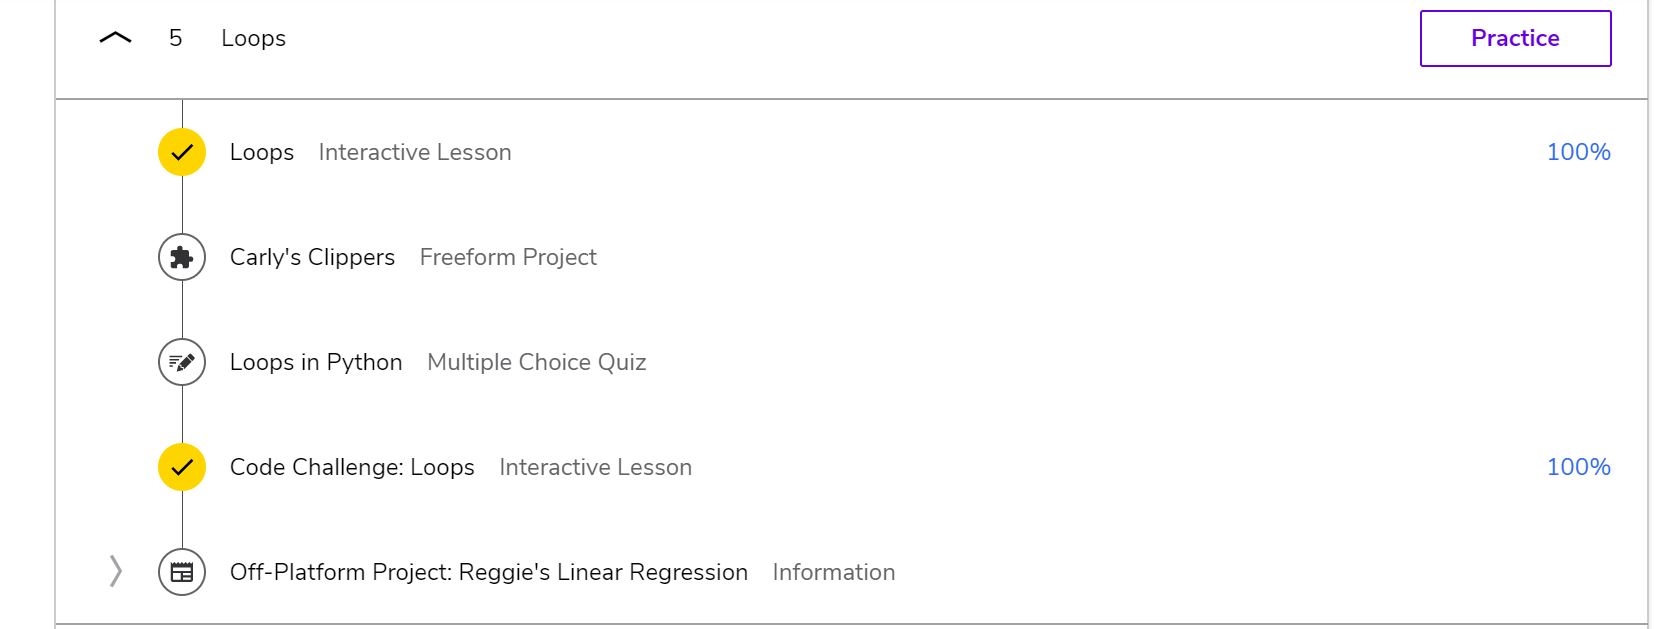 5 Loops Practice
Loops Interactive Lesson 100%
Carly's Clippers Freeform Project
Loops in Python Multiple Choice Quiz
Code Challenge: Loops Interactive Lesson 100%
Off-Platform Project: Reggie's Linear Regression Information